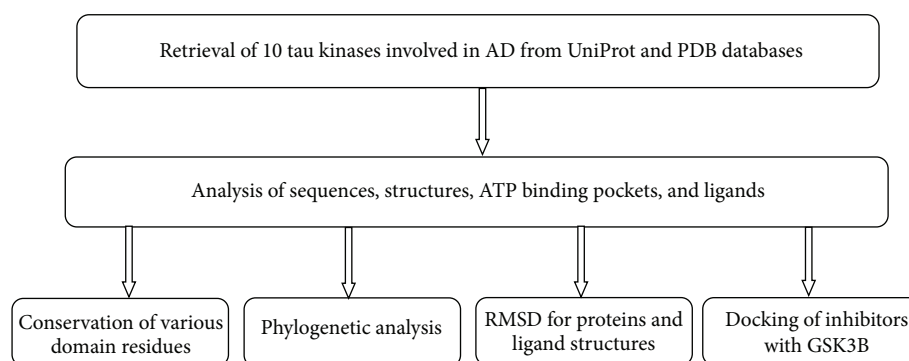 Retrieval of 10 tau kinases involved in AD from UniProt and PDB databases
Analysis of sequences, structures, ATP binding pockets, and ligands
Conservation of various
domain residues
Phylogenetic analysis
RMSD for proteins and
ligand structures
Docking of inhibitors
with GSK3B